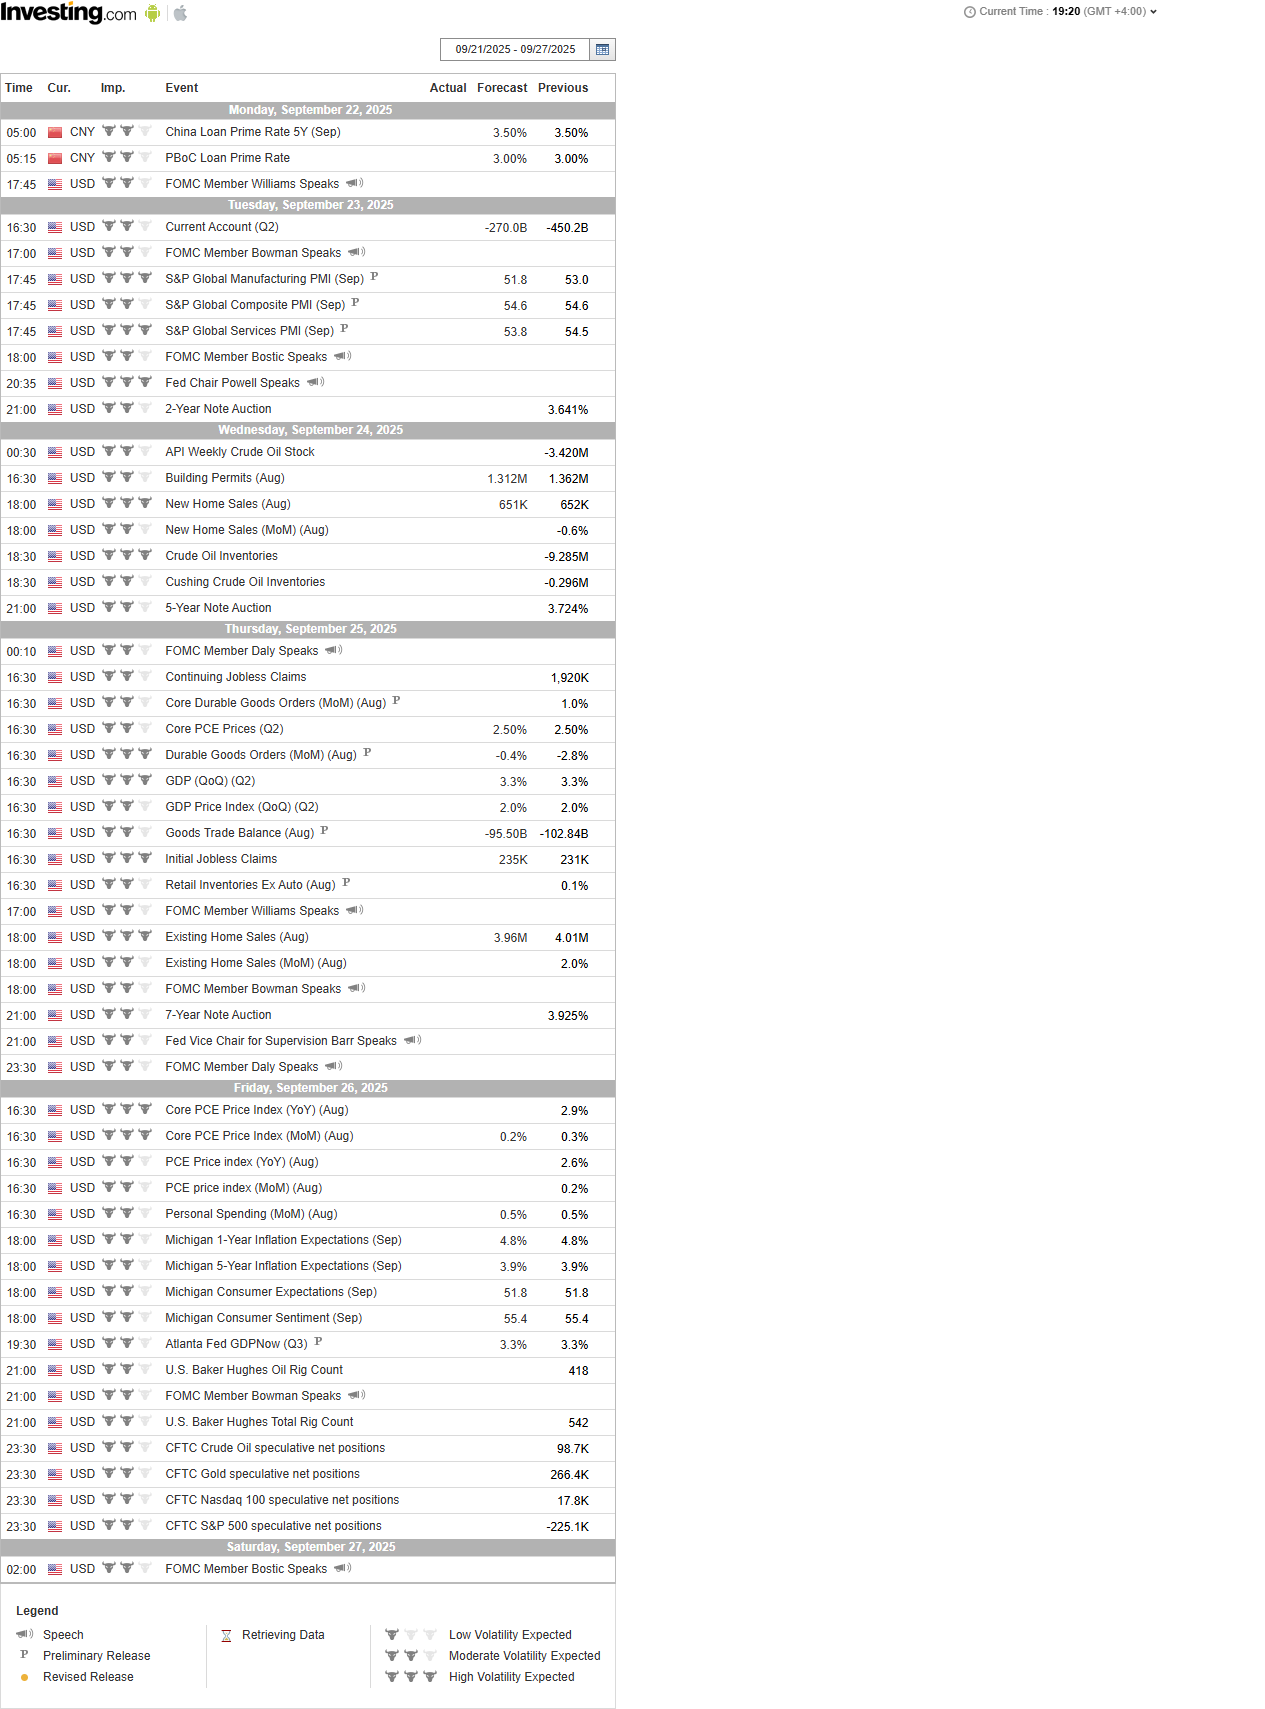 Investing.com
Current Time : 19:20 (GMT +4:00)
09/21/2025 - 09/27/2025
Time Cur. Imp. Event Actual Forecast Previous
Monday, September 22, 2025
05:00 CNY China Loan Prime Rate 5Y (Sep) 3.50% 3.50%
05:15 CNY PBoC Loan Prime Rate 3.00% 3.00%
17:45 USD FOMC Member Williams Speaks
Tuesday, September 23, 2025
16:30 USD Current Account (Q2) -270.0B -450.2B
17:00 USD FOMC Member Bowman Speaks
17:45 USD S&P Global Manufacturing PMI (Sep) P 51.8 53.0
17:45 USD S&P Global Composite PMI (Sep) P 54.6 54.6
17:45 USD S&P Global Services PMI (Sep) P 53.8 54.5
18:00 USD FOMC Member Bostic Speaks
20:35 USD Fed Chair Powell Speaks
21:00 USD 2-Year Note Auction 3.641%
Wednesday, September 24, 2025
00:30 USD API Weekly Crude Oil Stock -3.420M
16:30 USD Building Permits (Aug) 1.312M 1.362M
18:00 USD New Home Sales (Aug) 651K 652K
18:00 USD New Home Sales (MoM) (Aug) -0.6%
18:30 USD Crude Oil Inventories -9.285M
18:30 USD Cushing Crude Oil Inventories -0.296M
21:00 USD 5-Year Note Auction 3.724%
Thursday, September 25, 2025
00:10 USD FOMC Member Daly Speaks
16:30 USD Continuing Jobless Claims 1,920K
16:30 USD Core Durable Goods Orders (MoM) (Aug) P 1.0%
16:30 USD Core PCE Prices (Q2) 2.50% 2.50%
16:30 USD Durable Goods Orders (MoM) (Aug) P -0.4% -2.8%
16:30 USD GDP (QoQ) (Q2) 3.3% 3.3%
16:30 USD GDP Price Index (QoQ) (Q2) 2.0% 2.0%
16:30 USD Goods Trade Balance (Aug) P -95.50B -102.84B
16:30 USD Initial Jobless Claims 235K 231K
16:30 USD Retail Inventories Ex Auto (Aug) P 0.1%
17:00 USD FOMC Member Williams Speaks
18:00 USD Existing Home Sales (Aug) 3.96M 4.01M
18:00 USD Existing Home Sales (MoM) (Aug) 2.0%
18:00 USD FOMC Member Bowman Speaks
21:00 USD 7-Year Note Auction 3.925%
21:00 USD Fed Vice Chair for Supervision Barr Speaks
23:30 USD FOMC Member Daly Speaks
Friday, September 26, 2025
16:30 USD Core PCE Price Index (YoY) (Aug) 2.9%
16:30 USD Core PCE Price Index (MoM) (Aug) 0.2% 0.3%
16:30 USD PCE Price index (YoY) (Aug) 2.6%
16:30 USD PCE price index (MoM) (Aug) 0.2%
16:30 USD Personal Spending (MoM) (Aug) 0.5% 0.5%
18:00 USD Michigan 1-Year Inflation Expectations (Sep) 4.8% 4.8%
18:00 USD Michigan 5-Year Inflation Expectations (Sep) 3.9% 3.9%
18:00 USD Michigan Consumer Expectations (Sep) 51.8 51.8
18:00 USD Michigan Consumer Sentiment (Sep) 55.4 55.4
19:30 USD Atlanta Fed GDPNow (Q3) P 3.3% 3.3%
21:00 USD U.S. Baker Hughes Oil Rig Count 418
21:00 USD FOMC Member Bowman Speaks
21:00 USD U.S. Baker Hughes Total Rig Count 542
23:30 USD CFTC Crude Oil speculative net positions 98.7K
23:30 USD CFTC Gold speculative net positions 266.4K
23:30 USD CFTC Nasdaq 100 speculative net positions 17.8K
23:30 USD CFTC S&P 500 speculative net positions -225.1K
Saturday, September 27, 2025
02:00 USD FOMC Member Bostic Speaks
Legend
Speech
P Preliminary Release
Revised Release
Retrieving Data
Low Volatility Expected
Moderate Volatility Expected
High Volatility Expected